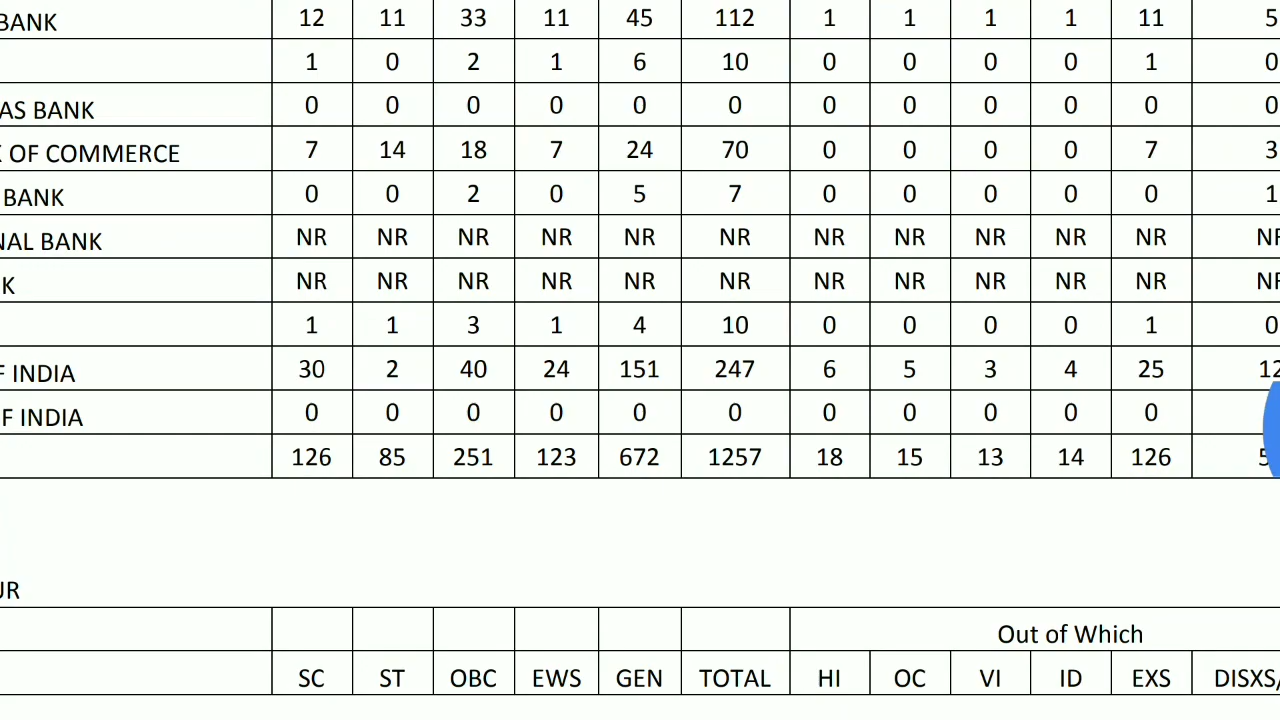 BANK 12 11 33 11 45 112 1 1 1 1 11 5
1 0 2 1 6 10 0 0 0 0 1 0
AS BANK 0 0 0 0 0 0 0 0 0 0 0 0
OF COMMERCE 7 14 18 7 24 70 0 0 0 0 7 3
BANK 0 0 2 0 5 7 0 0 0 0 0 1
NAL BANK NR NR NR NR NR NR NR NR NR NR NR NR
K NR NR NR NR NR NR NR NR NR NR NR NR
1 1 3 1 4 10 0 0 0 0 1 0
F INDIA 30 2 40 24 151 247 6 5 3 4 25 12
F INDIA 0 0 0 0 0 0 0 0 0 0 0
126 85 251 123 672 1257 18 15 13 14 126
UR
Out of Which
SC ST OBC EWS GEN TOTAL HI OC VI ID EXS DISXS/